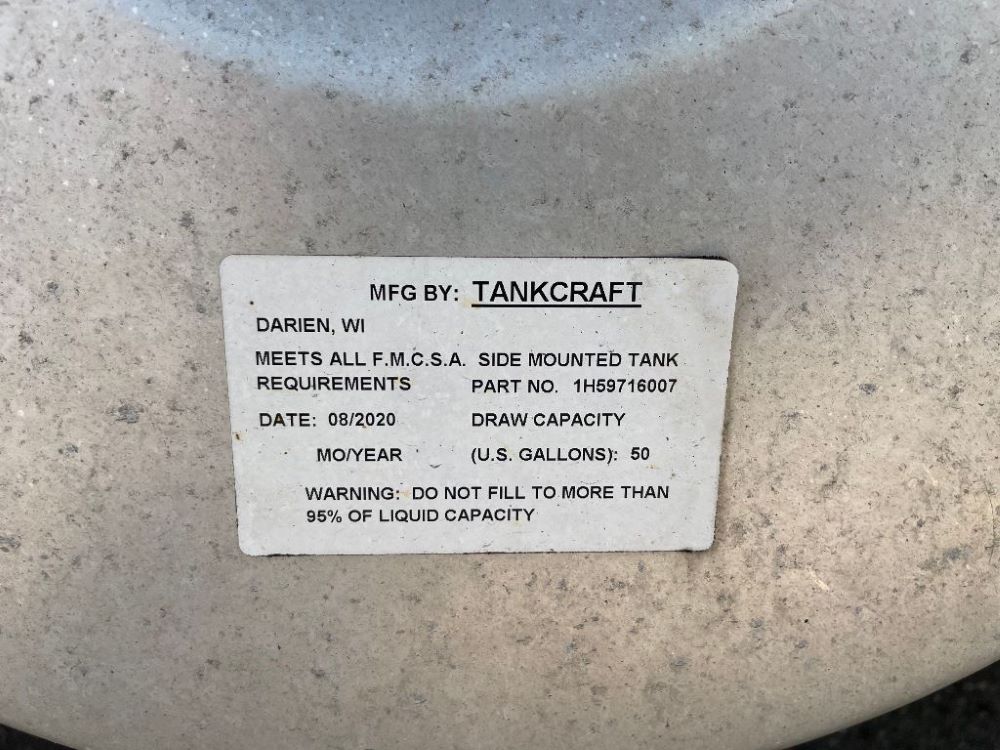 MFG BY: TANKCRAFT
DARIEN, WI
MEETS ALL F.M.C.S.A. SIDE MOUNTED TANK
REQUIREMENTS PART NO. 1H59716007
DATE: 08/2020 DRAW CAPACITY
MO/YEAR (U.S. GALLONS): 50
WARNING: DO NOT FILL TO MORE THAN
95% OF LIQUID CAPACITY